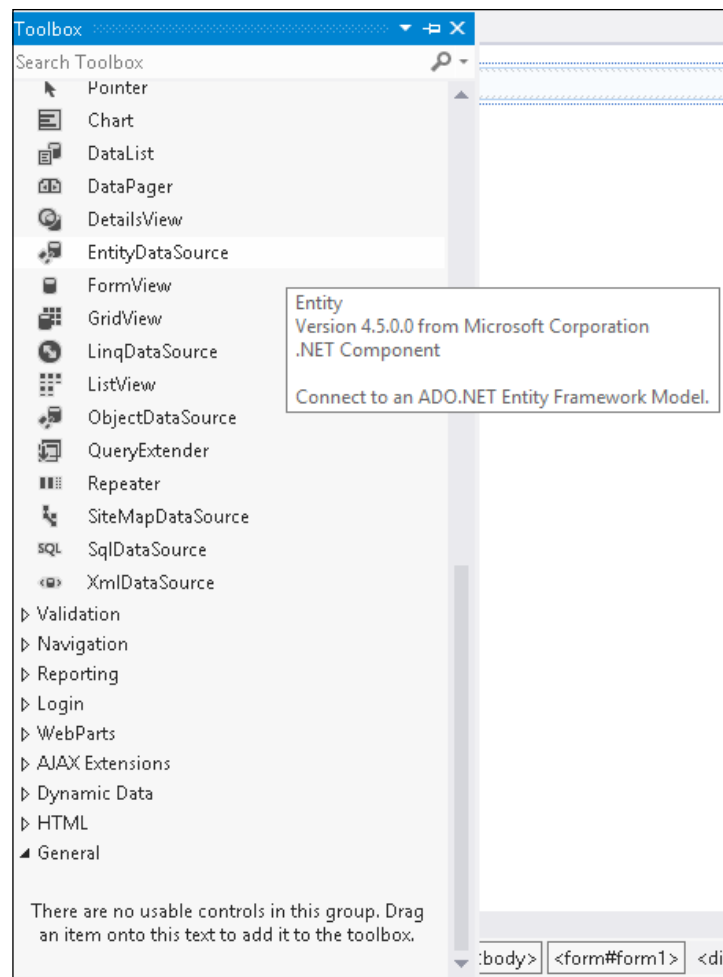 Toolbox
Search Toolbox
Pointer
Chart
DataList
DataPager
DetailsView
EntityDataSource
FormView
GridView
LinqDataSource
ListView
ObjectDataSource
QueryExtender
Repeater
SiteMapDataSource
SQL SqlDataSource
XmlDataSource
Entity
Version 4.5.0.0 from Microsoft Corporation
.NET Component
Connect to an ADO.NET Entity Framework Model.
Validation
Navigation
Reporting
Login
WebParts
AJAX Extensions
Dynamic Data
HTML
General
There are no usable controls in this group. Drag
an item onto this text to add it to the toolbox.
body> <form#form1> <di